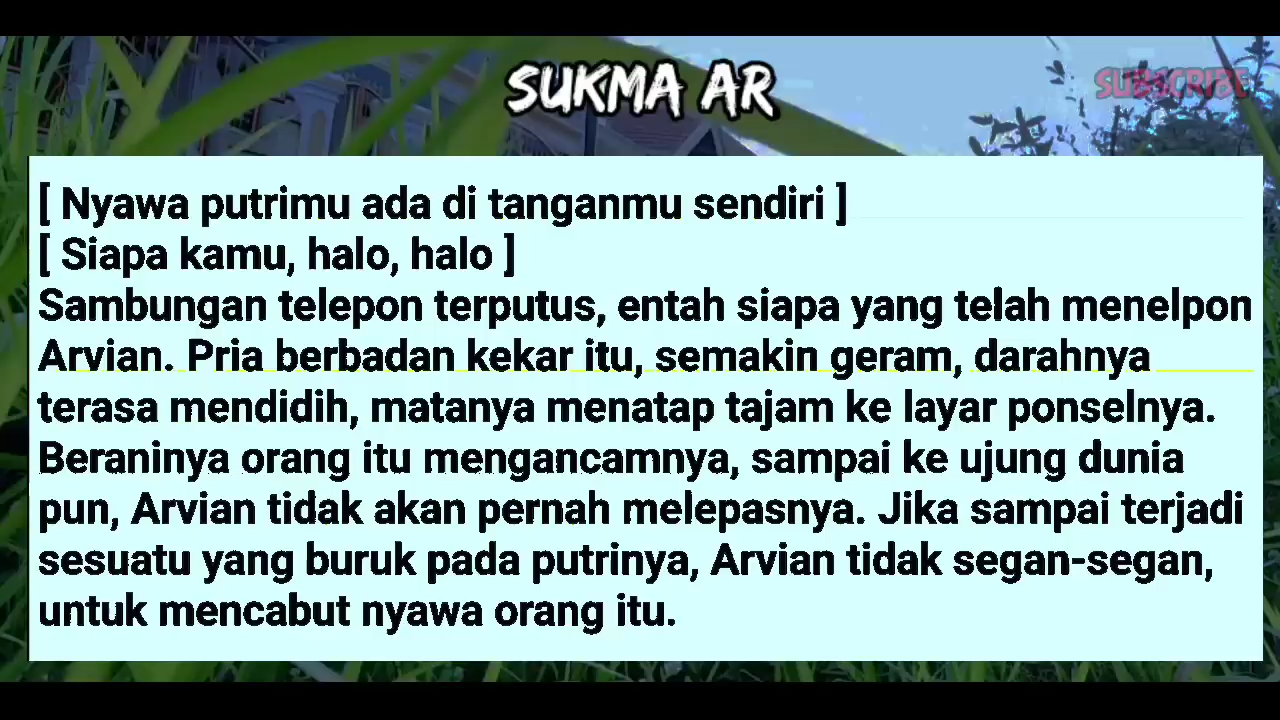 SUKMA AR
SUBSCRIBE
[ Nyawa putrimu ada di tanganmu sendiri ]
[ Siapa kamu, halo, halo ]
Sambungan telepon terputus, entah siapa yang telah menelpon
Arvian. Pria berbadan kekar itu, semakin geram, darahnya
terasa mendidih, matanya menatap tajam ke layar ponselnya.
Beraninya orang itu mengancamnya, sampai ke ujung dunia
pun, Arvian tidak akan pernah melepasnya. Jika sampai terjadi
sesuatu yang buruk pada putrinya, Arvian tidak segan-segan,
untuk mencabut nyawa orang itu.